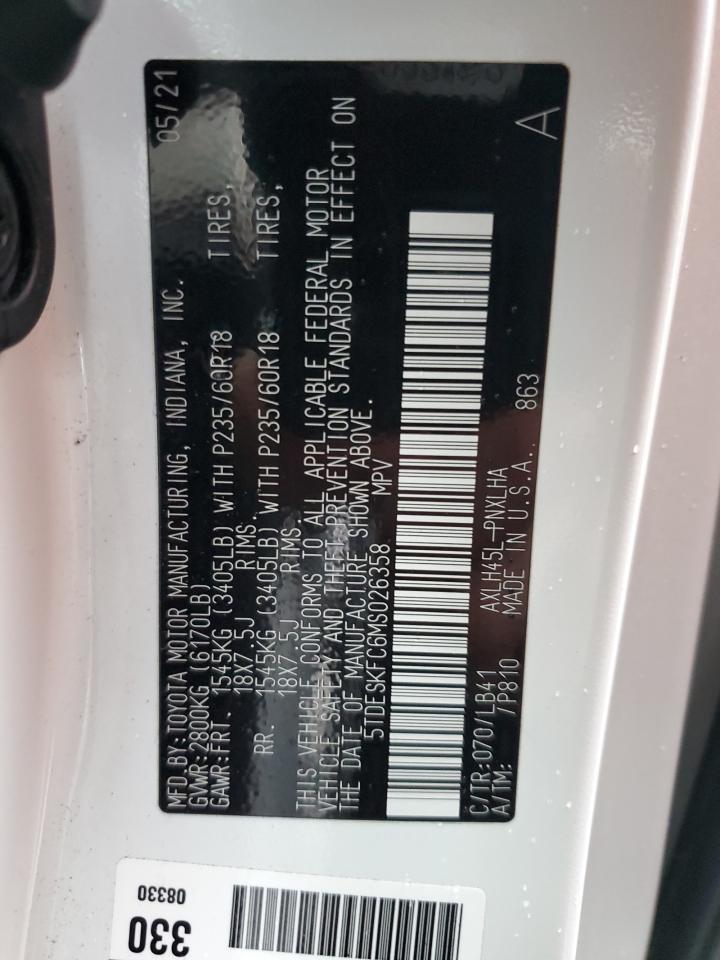 MFD. BY: TOYOTA MOTOR MANUFACTURING, INDIANA, INC. 05/21
GVWR: 2800KG (6170LB)
GAWR: FRT. 1545KG (3405LB) WITH P235/60R18 TIRES,
18X7.5J RIMS.
RR. 1545KG (3405LB) WITH P235/60R18 TIRES,
18X7.5J RIMS.
THIS VEHICLE CONFORMS TO ALL APPLICABLE FEDERAL MOTOR
VEHICLE SAFETY AND THEFT PREVENTION STANDARDS IN EFFECT ON
THE DATE OF MANUFACTURE SHOWN ABOVE.
5TDESKFC6MS026358 MPV
C/TR: 070/LB41 AXLH45L-PNXLHA
A/TM: /P810 MADE IN U.S.A. 863
A
330
08330